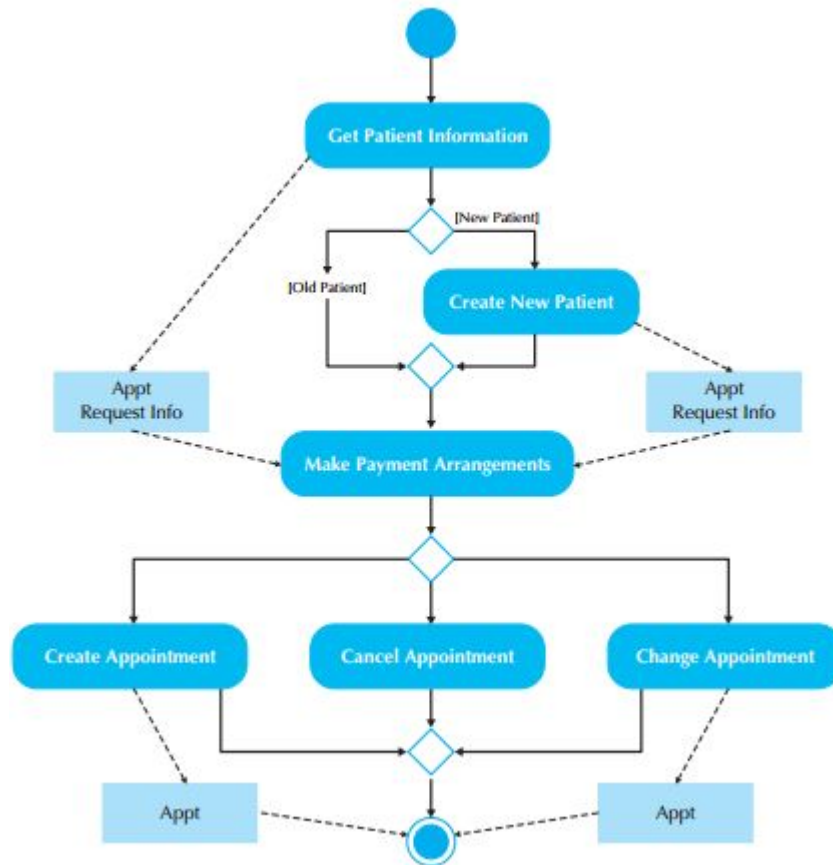 Get Patient Information
[New Patient]
[Old Patient]
Create New Patient
Appt
Request Info
Appt
Request Info
Make Payment Arrangements
Create Appointment
Cancel Appointment
Change Appointment
Appt
Appt